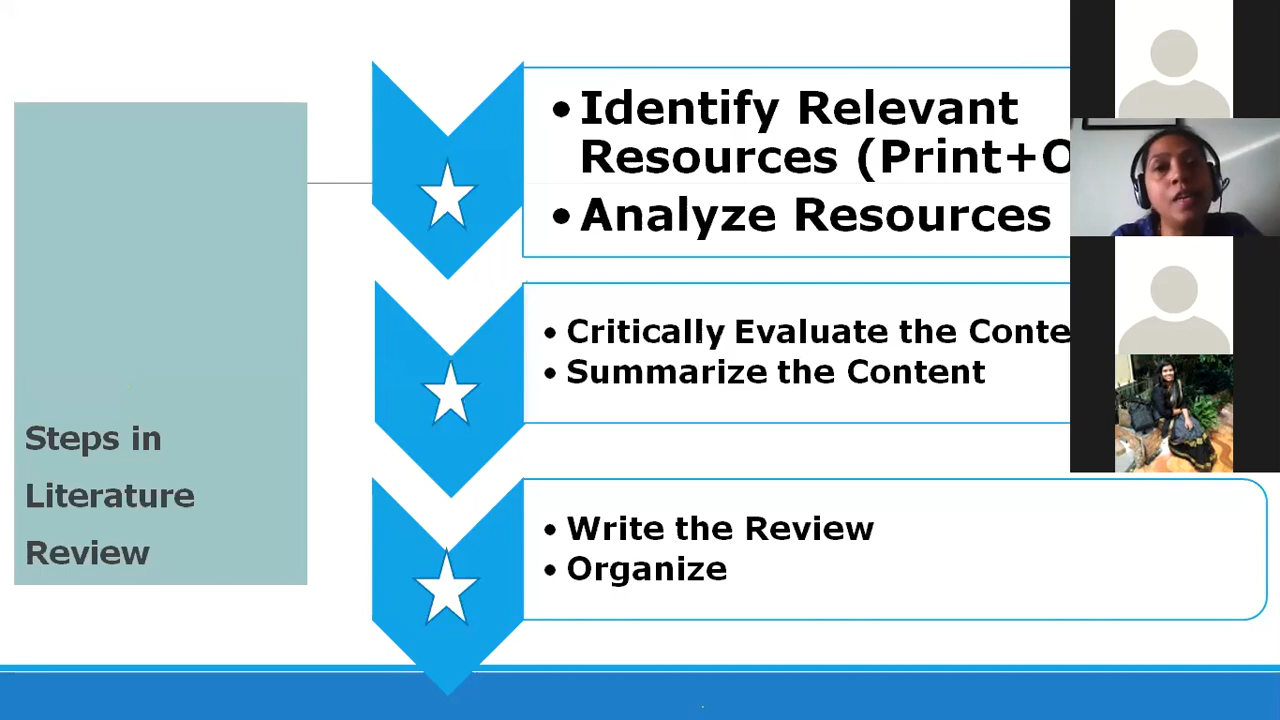 Steps in
Literature
Review
• Identify Relevant
Resources (Print+O
• Analyze Resources
• Critically Evaluate the Conte
• Summarize the Content
• Write the Review
• Organize